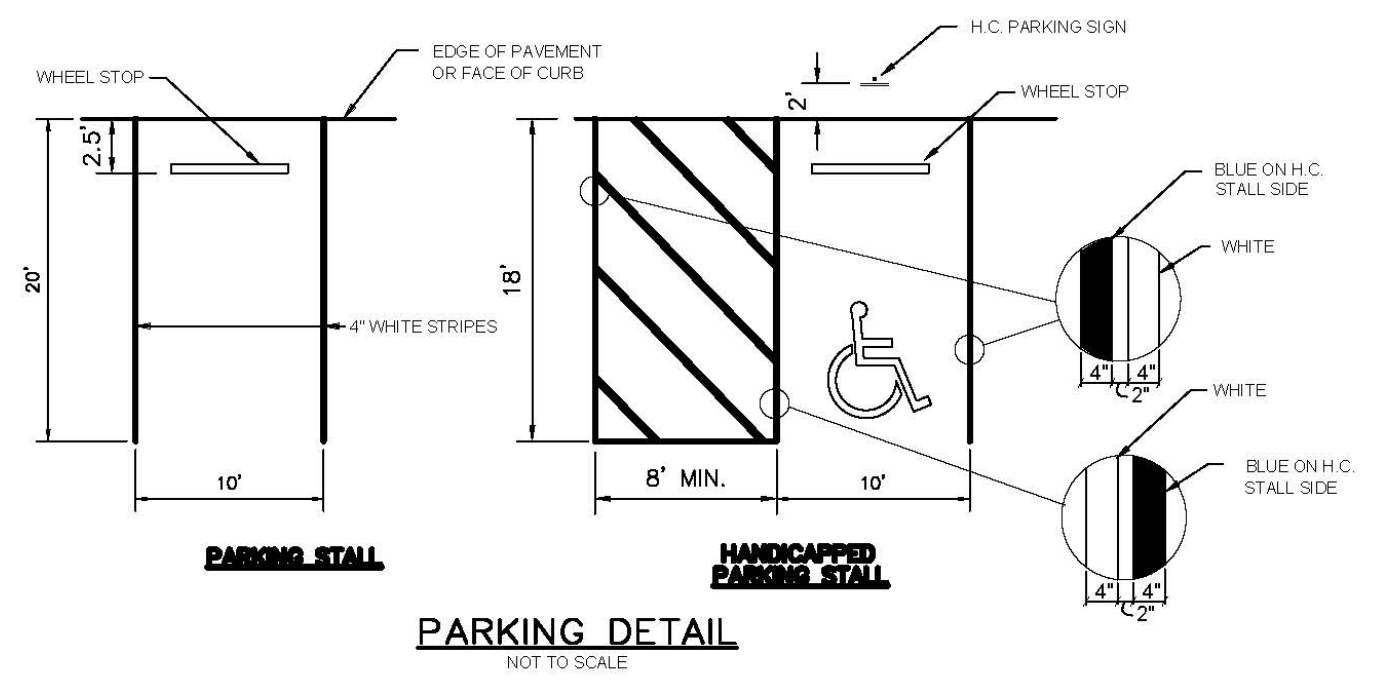 H.C. PARKING SIGN
EDGE OF PAVEMENT
OR FACE OF CURB
WHEEL STOP
WHEEL STOP
2'
2.5'
BLUE ON H.C.
STALL SIDE
WHITE
20'
18'
4" WHITE STRIPES
4"
4"
2"
WHITE
BLUE ON H.C.
STALL SIDE
10'
8' MIN.
10'
4"
4"
2"
PARKING STALL
HANDICAPPED
PARKING STALL
PARKING DETAIL
NOT TO SCALE